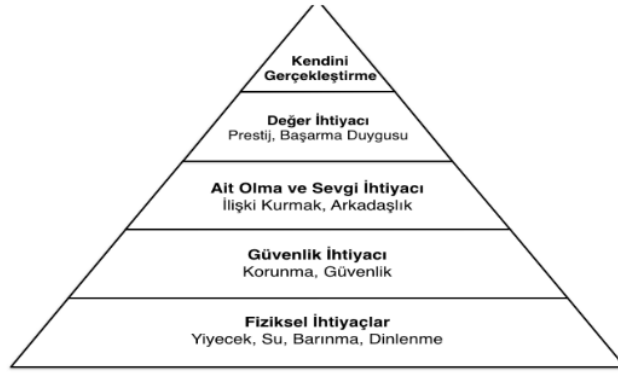 Kendini
Gerçekleştirme
Değer İhtiyacı
Prestij, Başarma Duygusu
Ait Olma ve Sevgi İhtiyacı
İlişki Kurmak, Arkadaşlık
Güvenlik İhtiyacı
Korunma, Güvenlik
Fiziksel İhtiyaçlar
Yiyecek, Su, Barınma, Dinlenme